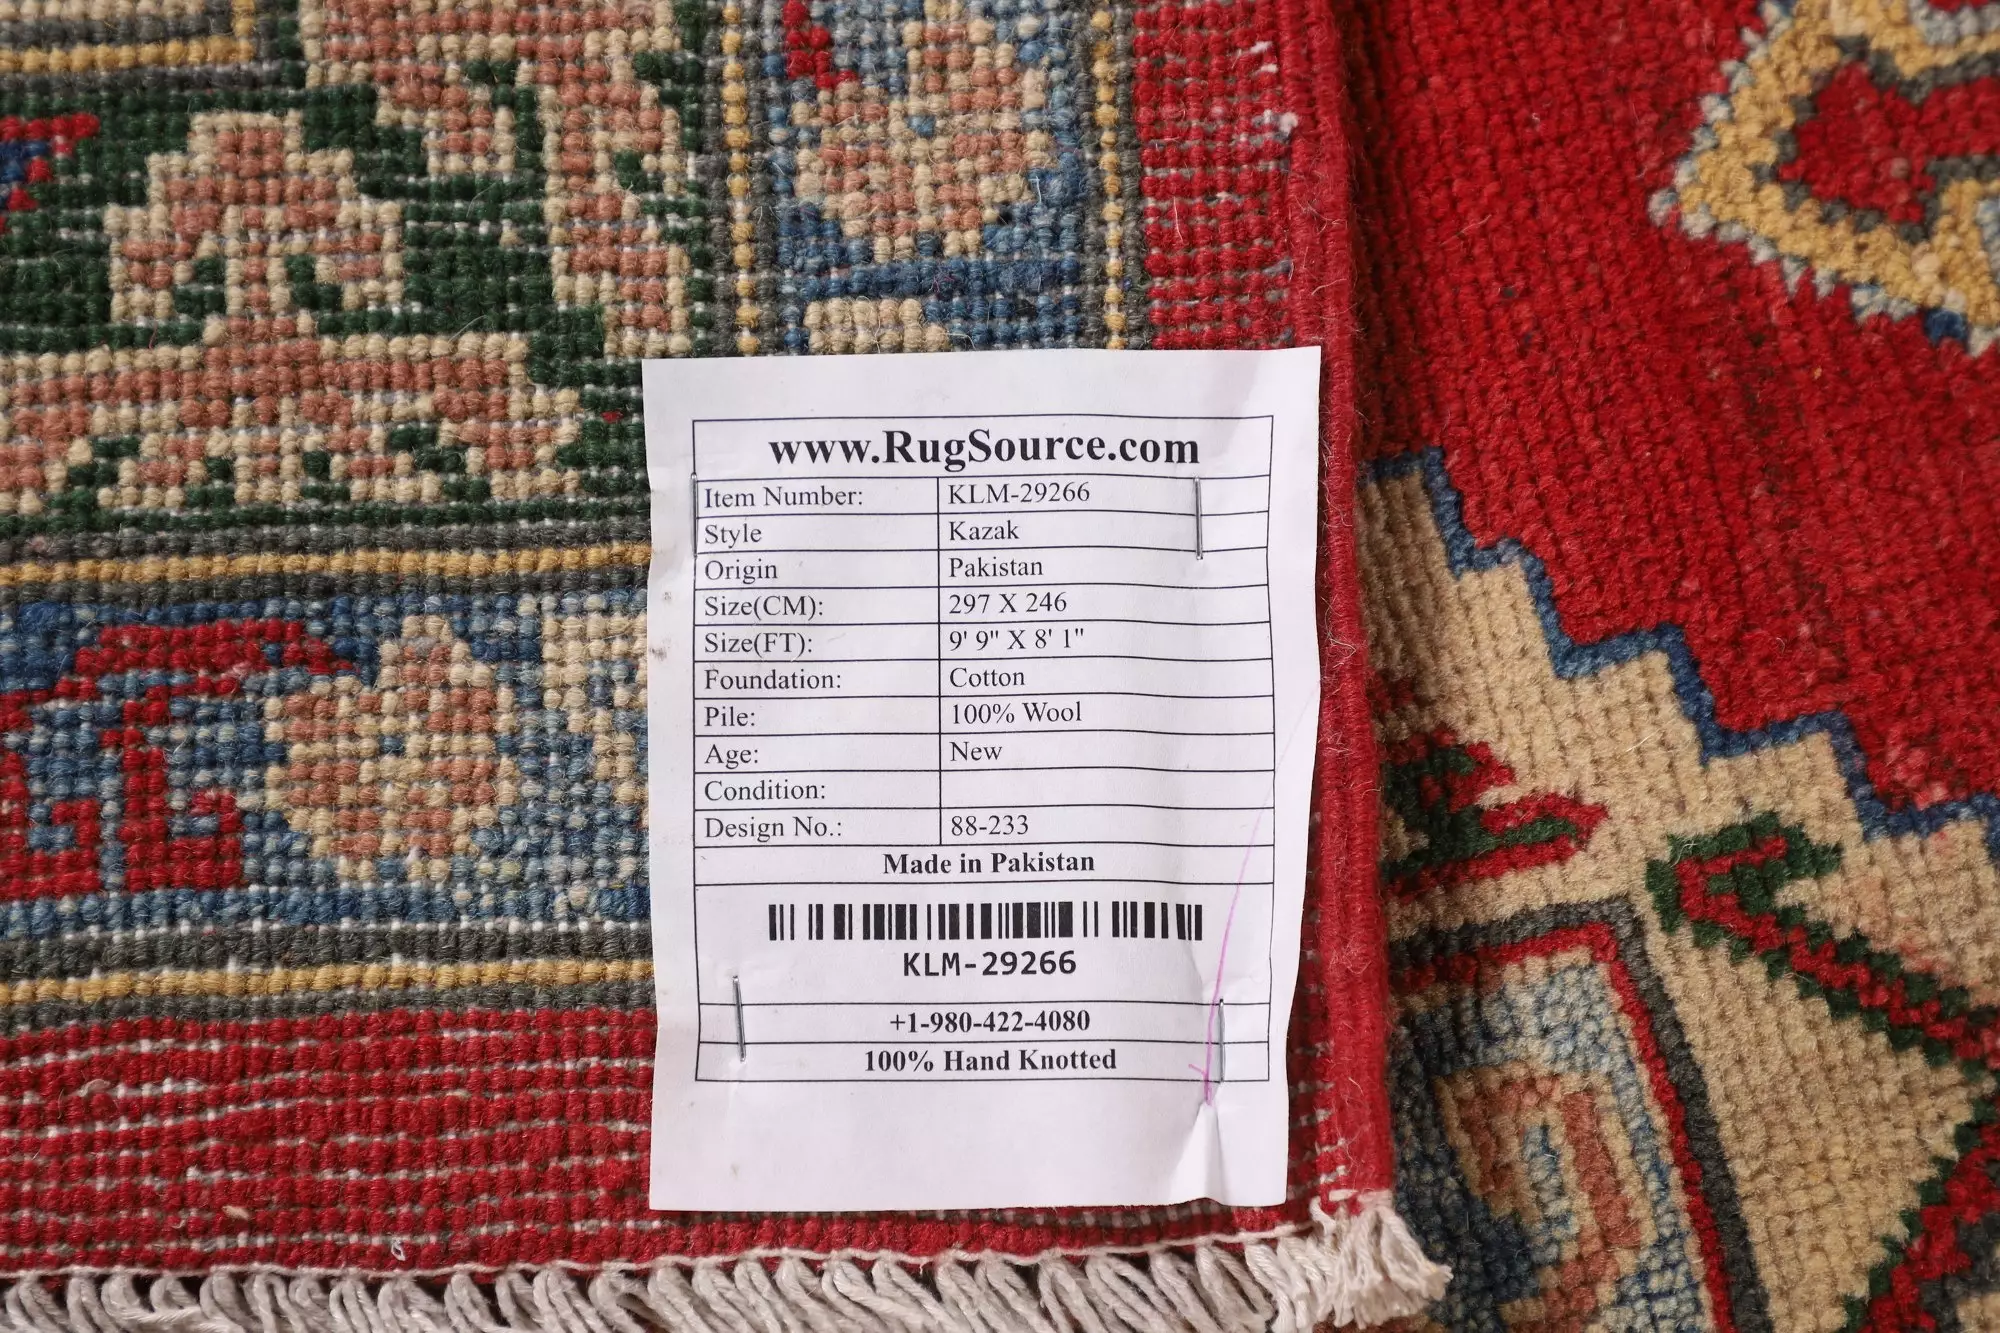 www.RugSource.com
Item Number: KLM-29266
Style Kazak
Origin Pakistan
Size(CM): 297 X 246
Size(FT): 9' 9" X 8' 1"
Foundation: Cotton
Pile: 100% Wool
Age: New
Condition:
Design No.: 88-233
Made in Pakistan
KLM-29266
+1-980-422-4080
100% Hand Knotted